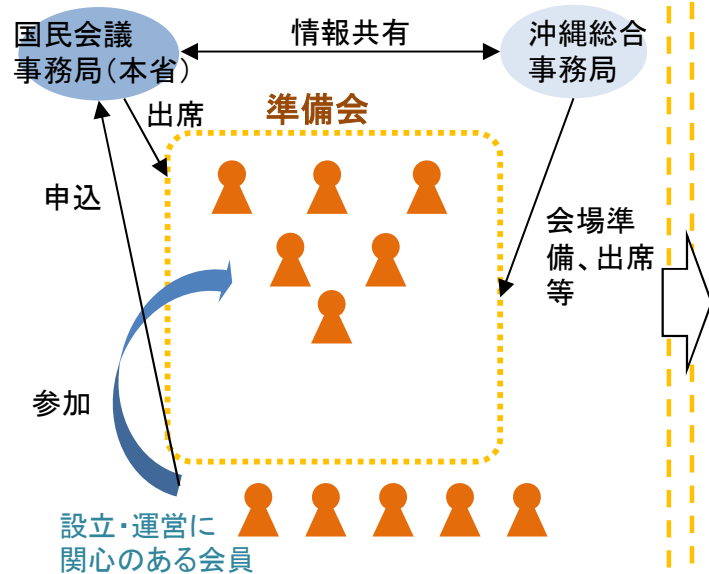 国民会議
事務局(本省)
情報共有
沖縄総合
事務局
出席
準備会
申込
会場準
備、出席
等
参加
設立・運営に
関心のある会員